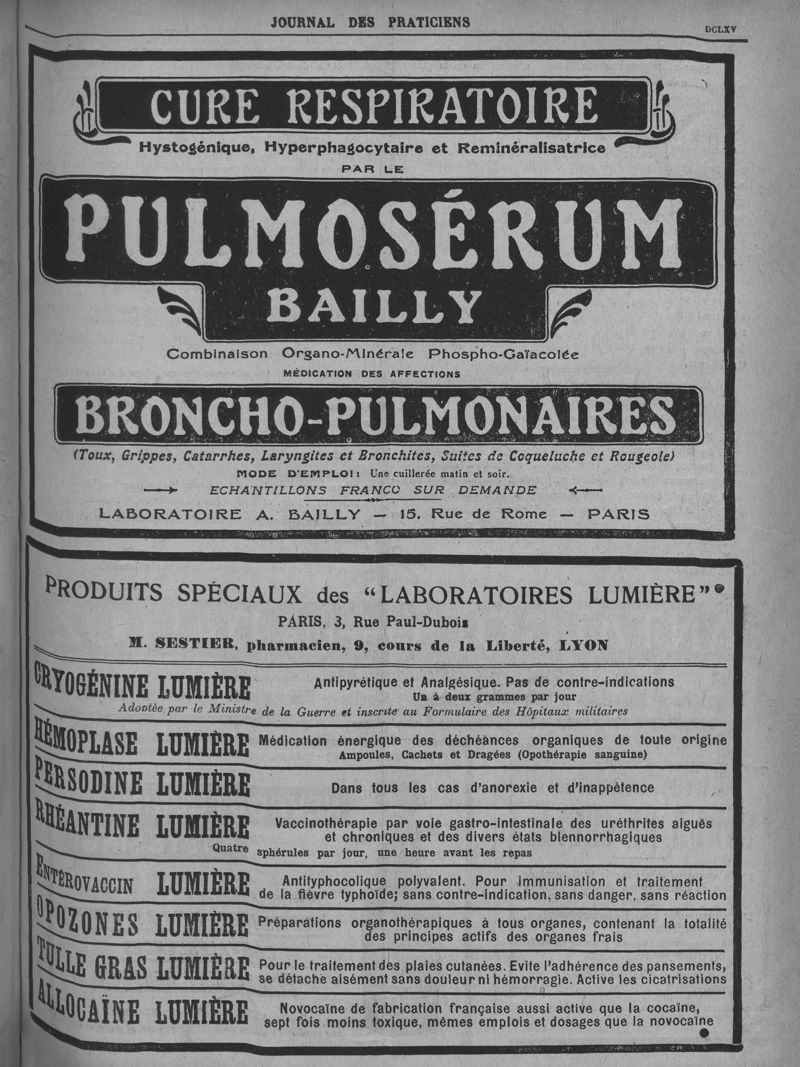 JOURNAL DES PRATICIENS
DCLXV
CURE RESPIRATOIRE
Hystogénique, Hyperphagocytaire et Reminéralisatrice
PAR LE
PULMOSÉRUM
BAILLY
Combinaison Organo-Minérale Phospho-Gaïacolée
MÉDICATION DES AFFECTIONS
BRONCHO-PULMONAIRES
(Toux, Grippes, Catarrhes, Laryngites et Bronchites, Suites de Coqueluche et Rougeole)
MODE D'EMPLOI: Une cuillerée matin et soir.
ECHANTILLONS FRANCO SUR DEMANDE
LABORATOIRE A. BAILLY — 15, Rue de Rome — PARIS
PRODUITS SPÉCIAUX des "LABORATOIRES LUMIÈRE"
PARIS, 3, Rue Paul-Dubois
M. SESTIER, pharmacien, 9, cours de la Liberté, LYON
CRYOGÉNINE LUMIÈRE
Antipyrétique et Analgésique. Pas de contre-indications
Un à deux grammes par jour
Adoptée par le Ministre de la Guerre et inscrite au Formulaire des Hôpitaux militaires
HÉMOPLASE LUMIÈRE
Médication énergique des déchéances organiques de toute origine
Ampoules, Cachets et Dragées (Opothérapie sanguine)
PERSODINE LUMIÈRE
Dans tous les cas d'anorexie et d'inappétence
RHÉANTINE LUMIÈRE
Vaccinothérapie par voie gastro-intestinale des uréthrites aiguës
et chroniques et des divers états blennorrhagiques
Quatre sphérules par jour, une heure avant les repas
ENTÉROVACCIN LUMIÈRE
Antityphocolique polyvalent. Pour immunisation et traitement
de la fièvre typhoïde; sans contre-indication, sans danger, sans réaction
OPOZONES LUMIÈRE
Préparations organothérapiques à tous organes, contenant la totalité
des principes actifs des organes frais
TULLE GRAS LUMIÈRE
Pour le traitement des plaies cutanées. Evite l'adhérence des pansements,
se détache aisément sans douleur ni hémorragie. Active les cicatrisations
ALLOCAÏNE LUMIÈRE
Novocaïne de fabrication française aussi active que la cocaïne,
sept fois moins toxique, mêmes emplois et dosages que la novocaïne